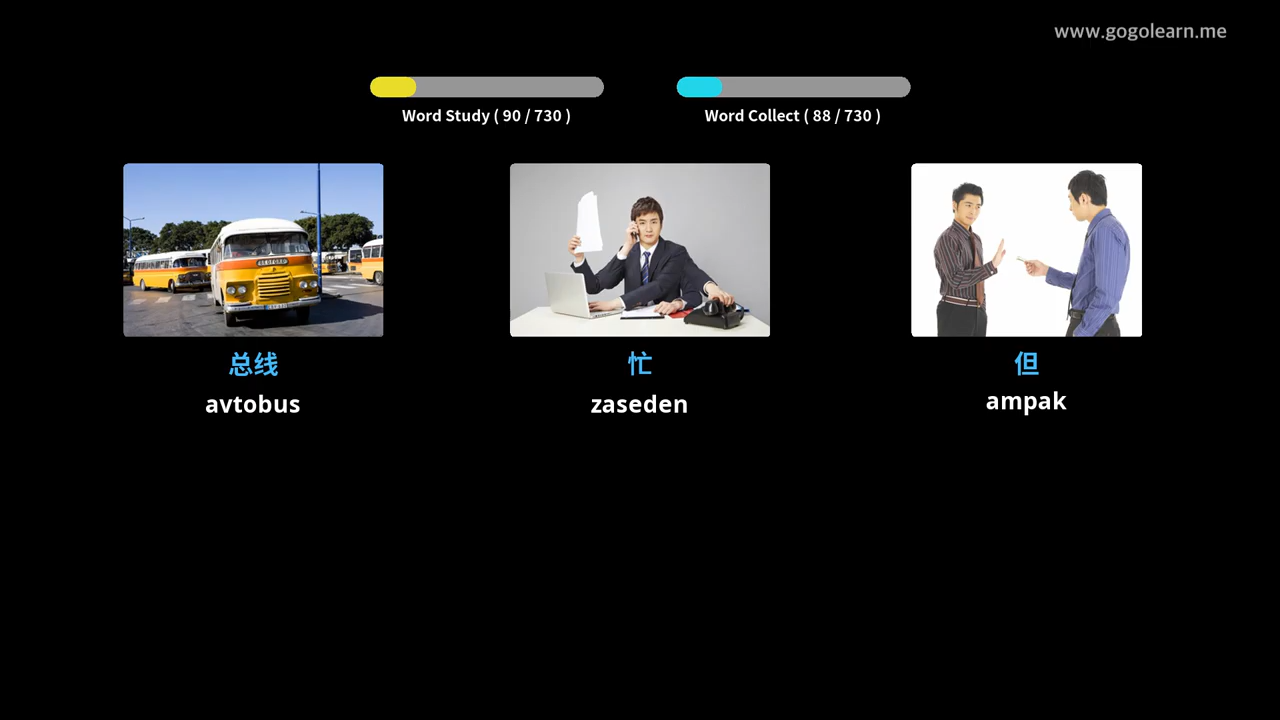 www.gogolearn.me
Word Study ( 90 / 730 )
Word Collect ( 88 / 730 )
总线
忙
但
avtobus
zaseden
ampak